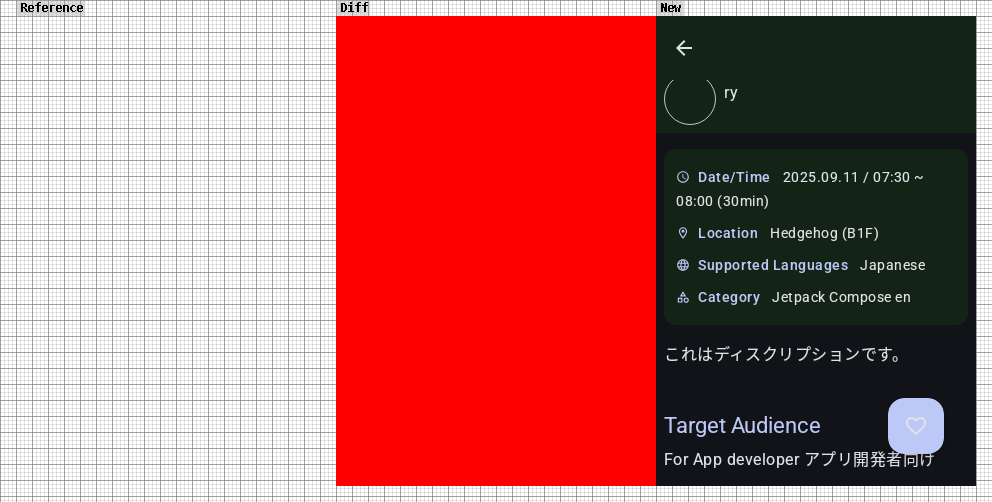 Reference
Diff
New
ry
Date/Time 2025.09.11 / 07:30 ~
08:00 (30min)
Location Hedgehog (B1F)
Supported Languages Japanese
Category Jetpack Compose en
これはディスクリプションです。
Target Audience
For App developer アプリ開発者向け